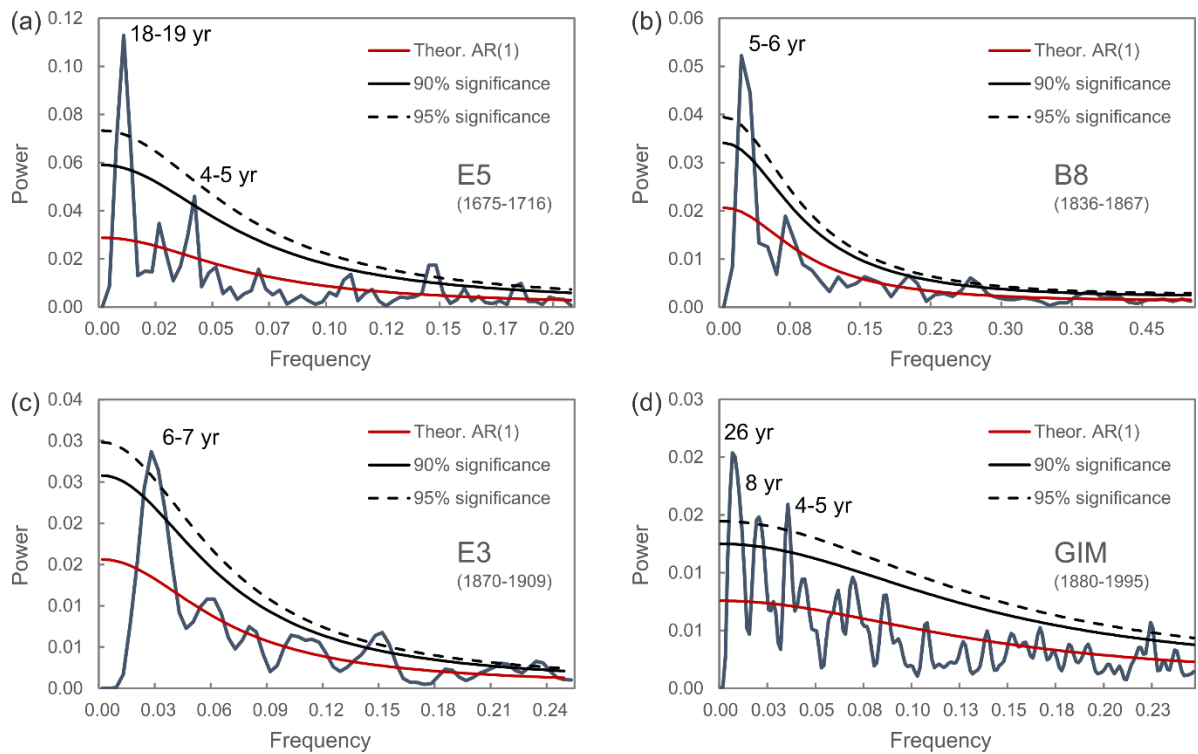 (a)
0.12
0.10
0.08
0.06
0.04
0.02
0.00
Power
18-19 yr
4-5 yr
Theor. AR(1)
90% significance
95% significance
E5
(1675-1716)
0.00 0.02 0.05 0.07 0.10 0.12 0.15 0.17 0.20
Frequency
(b)
0.06
0.05
0.04
0.03
0.02
0.01
0.00
Power
5-6 yr
Theor. AR(1)
90% significance
95% significance
B8
(1836-1867)
0.00 0.08 0.15 0.23 0.30 0.38 0.45
Frequency
(c)
0.04
0.03
0.03
0.02
0.02
0.01
0.01
0.00
Power
6-7 yr
Theor. AR(1)
90% significance
95% significance
E3
(1870-1909)
0.00 0.03 0.06 0.09 0.12 0.15 0.18 0.21 0.24
Frequency
(d)
0.03
0.02
0.02
0.01
0.01
0.00
Power
26 yr
8 yr
4-5 yr
Theor. AR(1)
90% significance
95% significance
GIM
(1880-1995)
0.00 0.03 0.05 0.08 0.10 0.13 0.15 0.18 0.20 0.23
Frequency